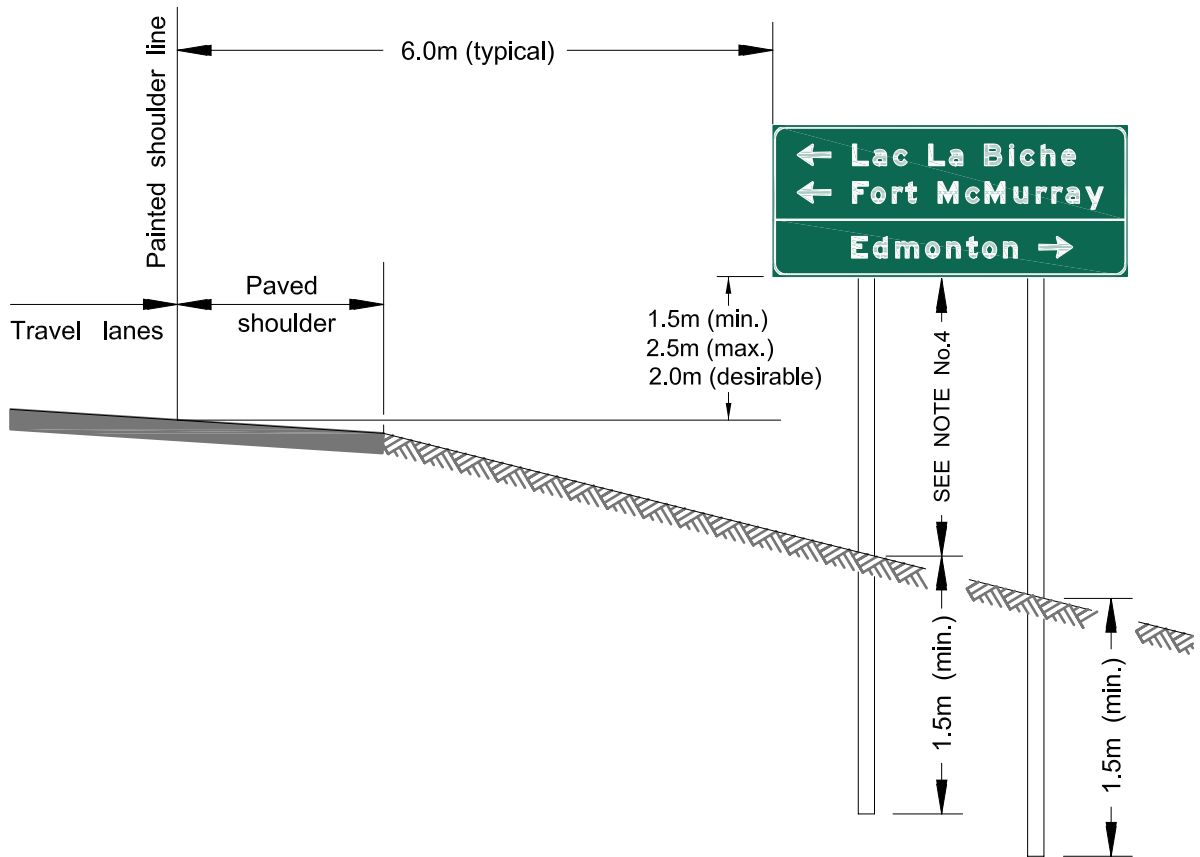 Painted shoulder line
6.0m (typical)
← Lac La Biche
← Fort McMurray
Edmonton →
Paved
shoulder
Travel lanes
1.5m (min.)
2.5m (max.)
2.0m (desirable)
SEE NOTE No.4
1.5m (min.)
1.5m (min.)